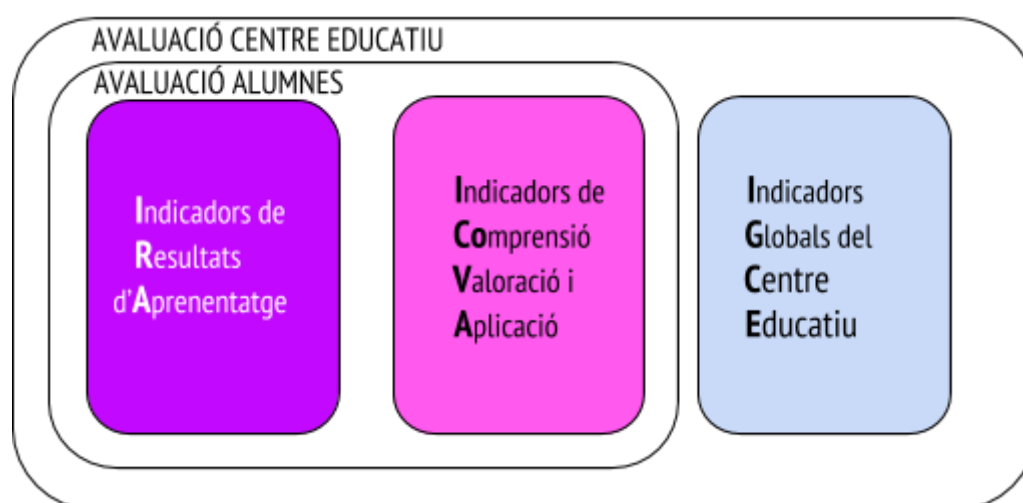 AVALUACIÓ CENTRE EDUCATIU
AVALUACIÓ ALUMNES
Indicadors de
Resultats
d'Aprenentatge
Indicadors de
Comprensió
Valoració i
Aplicació
Indicadors
Globals del
Centre
Educatiu